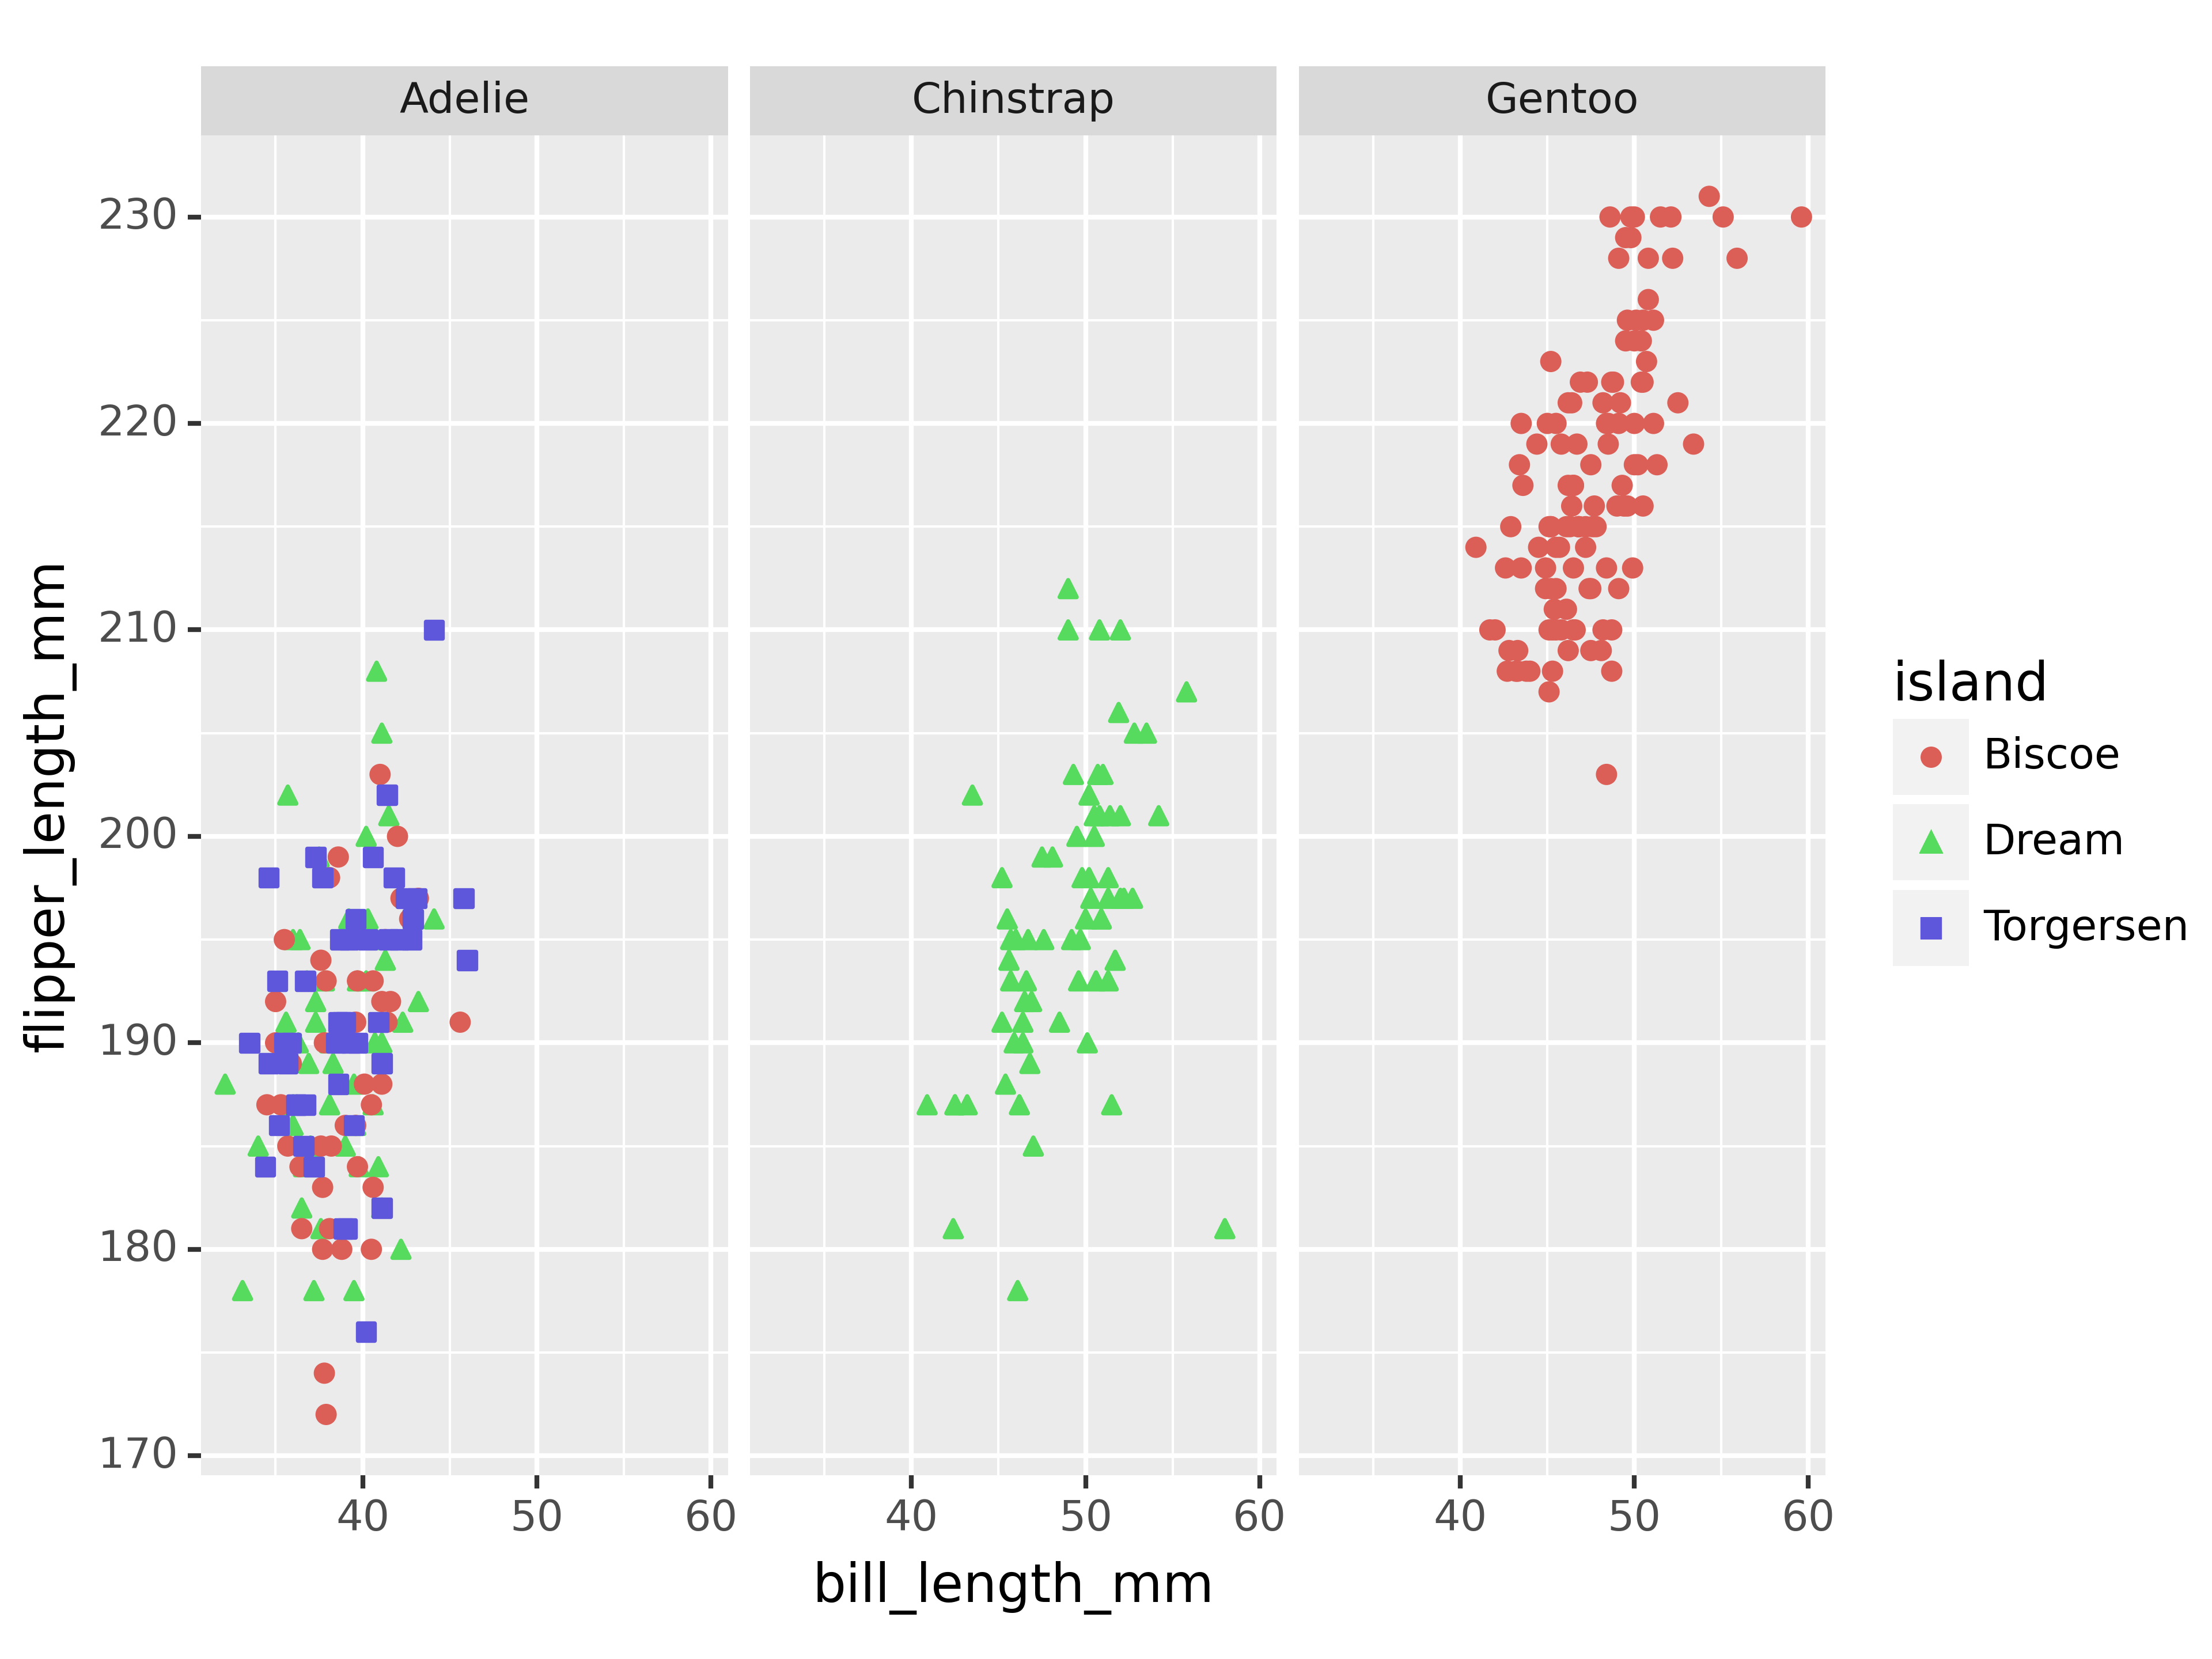 Adelie Chinstrap Gentoo
230
220
210
200
190
180
170
flipper_length_mm
40 50 60 40 50 60 40 50 60
bill_length_mm
island
Biscoe
Dream
Torgersen